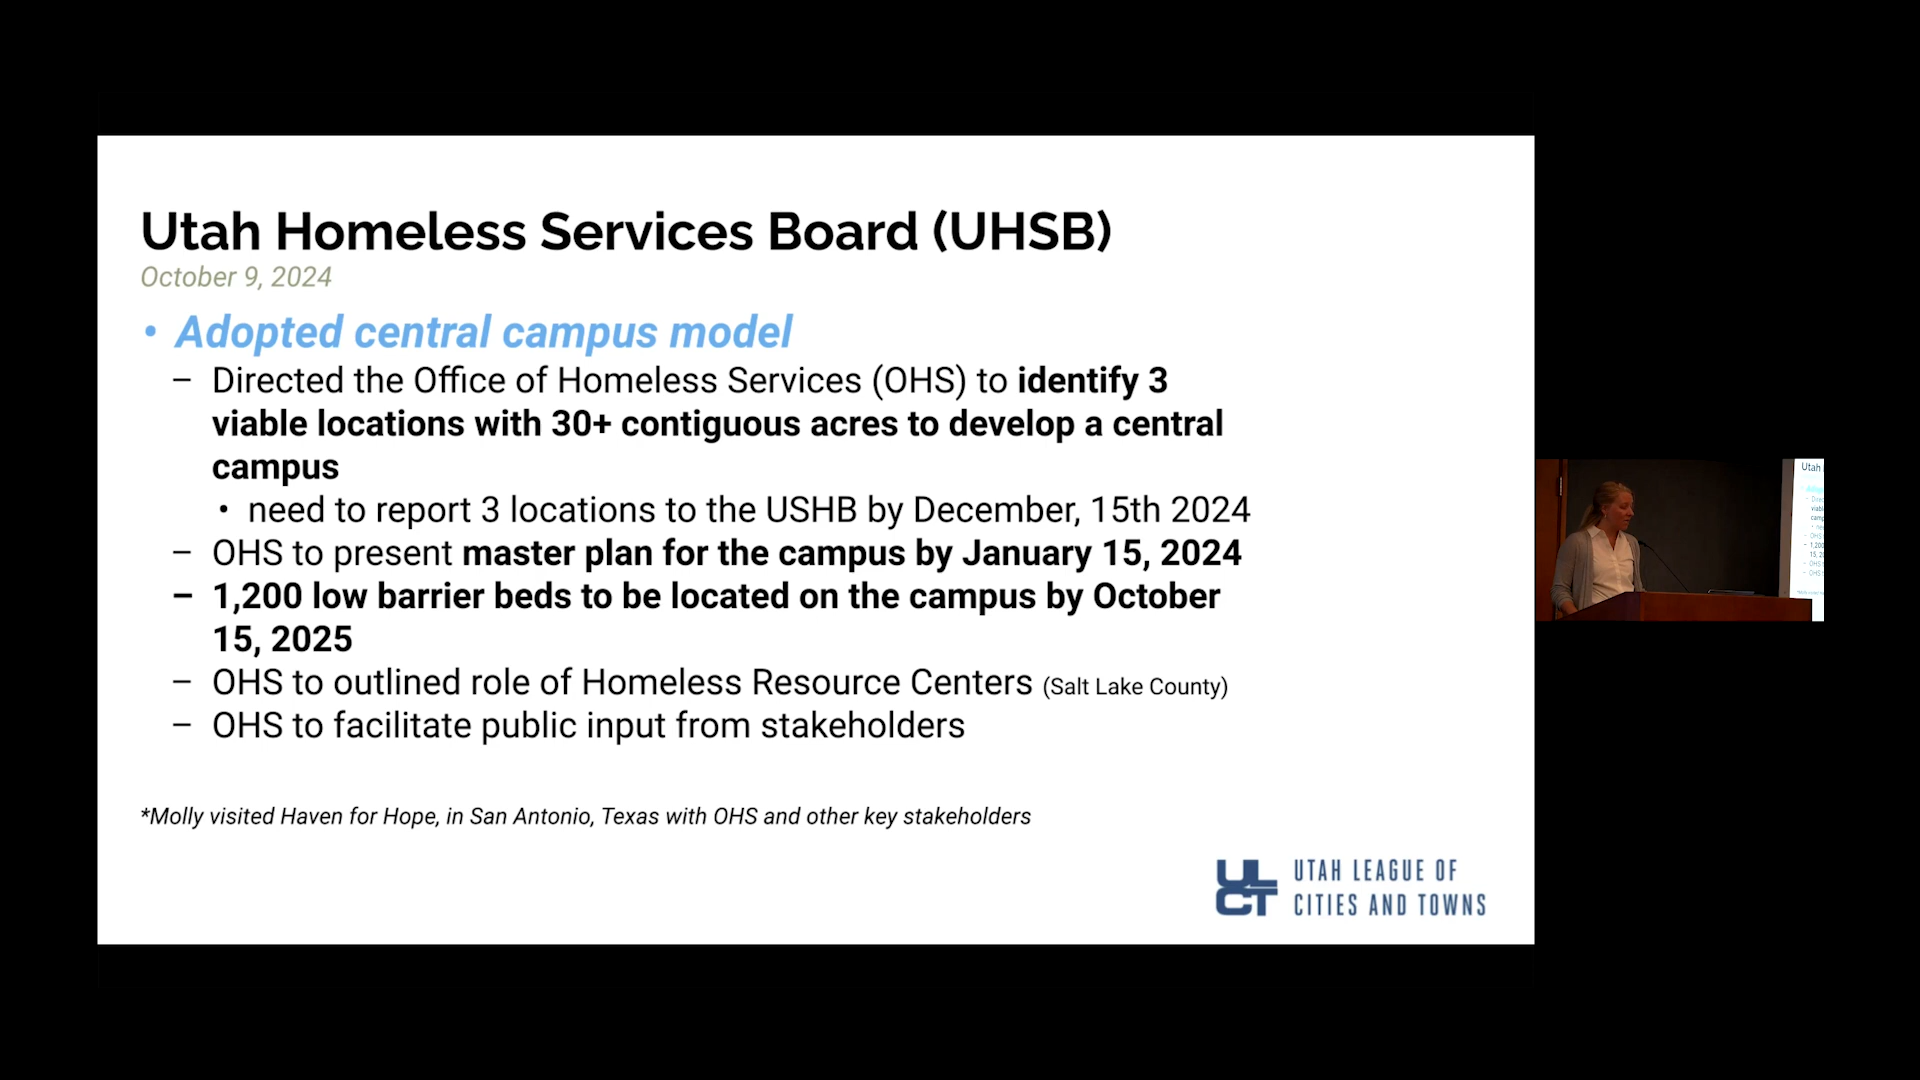 Utah Homeless Services Board (UHSB)
October 9, 2024
• Adopted central campus model
– Directed the Office of Homeless Services (OHS) to identify 3
viable locations with 30+ contiguous acres to develop a central
campus
• need to report 3 locations to the USHB by December, 15th 2024
– OHS to present master plan for the campus by January 15, 2024
– 1,200 low barrier beds to be located on the campus by October
15, 2025
– OHS to outlined role of Homeless Resource Centers (Salt Lake County)
– OHS to facilitate public input from stakeholders
*Molly visited Haven for Hope, in San Antonio, Texas with OHS and other key stakeholders
ULCT
UTAH LEAGUE OF
CITIES AND TOWNS
Utah